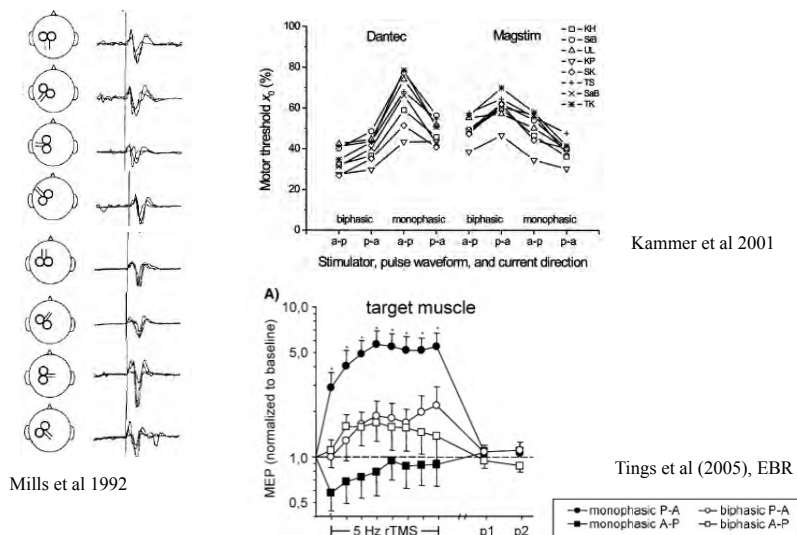 Dantec
Magstim
KH
SiB
UL
KP
SK
TS
SaB
TK
Motor threshold x₀ (%)
100
80
60
40
20
0
biphasic monophasic biphasic monophasic
a-p p-a a-p p-a a-p p-a a-p p-a
Stimulator, pulse waveform, and current direction
Kammer et al 2001
A)
target muscle
MEP (normalized to baseline)
10,0
5,0
1,0
0,5
5 Hz rTMS
p1
p2
Mills et al 1992
Tings et al (2005), EBR
monophasic P-A
biphasic P-A
monophasic A-P
biphasic A-P